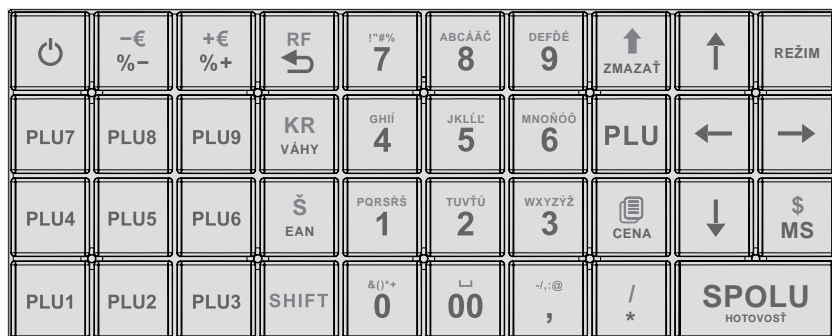 −€ +€ RF !"#% ABCÁÄČ DEFĎÉ
%− %+ 7 8 9 ZMAZAŤ REŽIM
KR GHIÍ JKLĹĽ MNOŇÓÔ
PLU7 PLU8 PLU9 VÁHY 4 5 6 PLU
Š PQRSŔŠ TUVŤÚ WXYZÝŽ $
PLU4 PLU5 PLU6 EAN 1 2 3 CENA MS
&()*+ -/,:@ / SPOLU
PLU1 PLU2 PLU3 SHIFT 0 00 , * HOTOVOSŤ